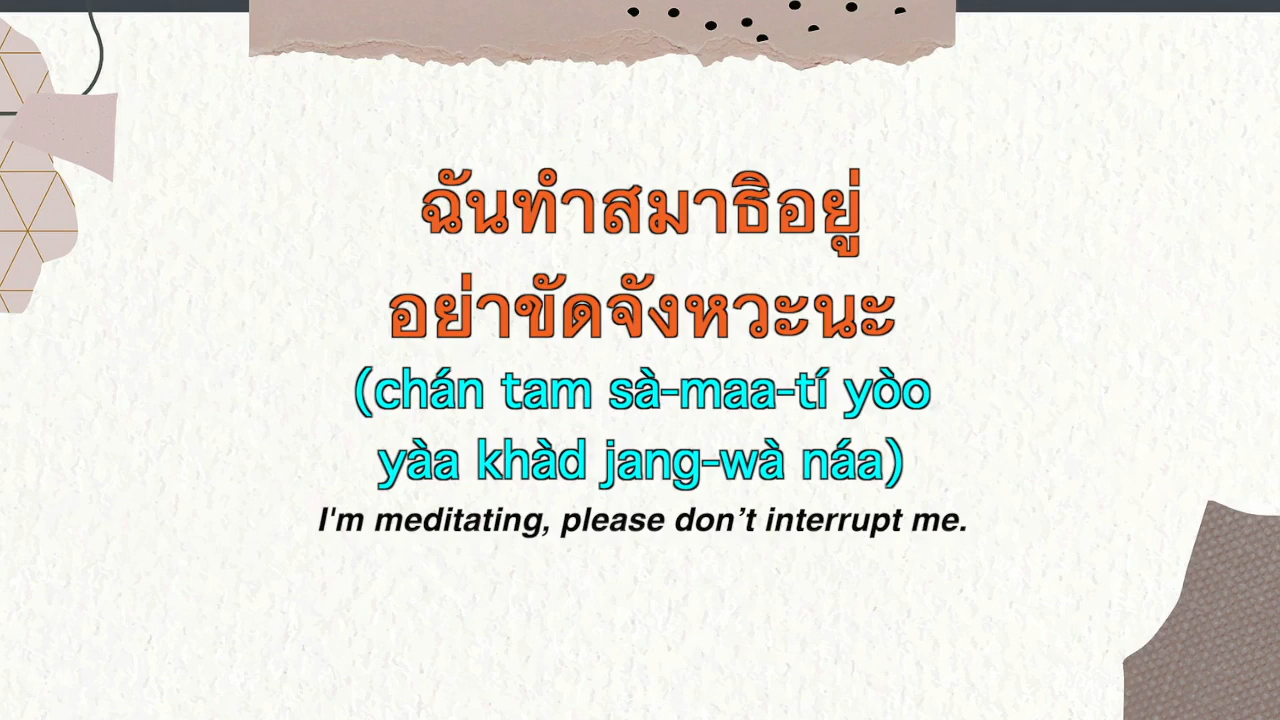 ฉันทำสมาธิอยู่
อย่าขัดจังหวะนะ
(chán tam sà-maa-tí yòo
yàa khàd jang-wà náa)
I'm meditating, please don’t interrupt me.